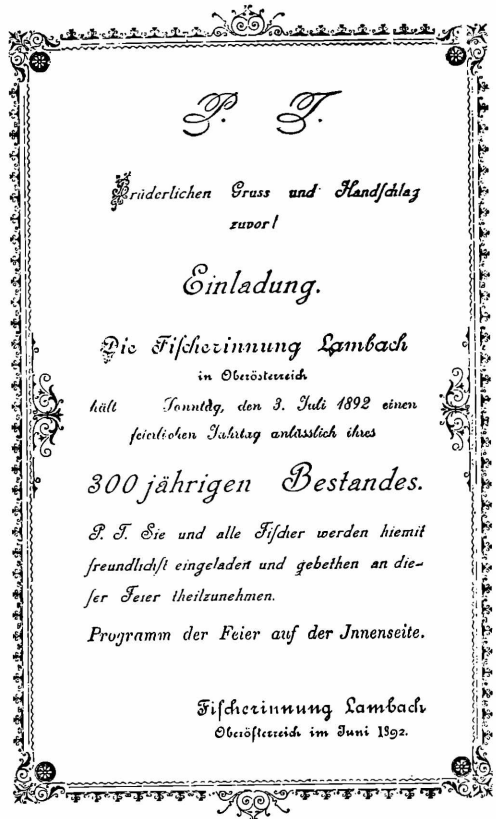 P. T.
Brüderlichen Gruss und Handschlag
zuvor!
Einladung.
Die Fischerinnung Lambach
in Oberösterreich
hält Sonntag, den 3. Juli 1892 einen
feierlichen Jahrtag anlässlich ihres
300 jährigen Bestandes.
P. T. Sie und alle Fischer werden hiemit
freundlichst eingeladen und gebethen an die-
ser Feier theilzunehmen.
Programm der Feier auf der Innenseite.
Fischerinnung Lambach
Oberösterreich im Juni 1892.